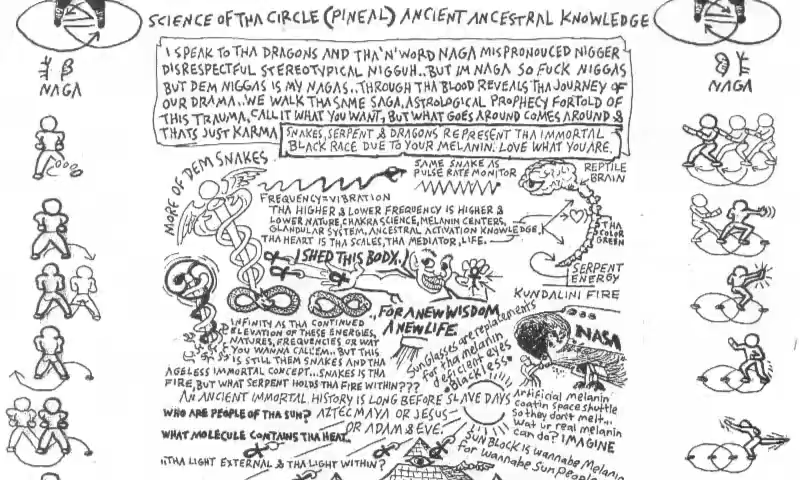 SCIENCE OF THA CIRCLE (PINEAL) ANCIENT ANCESTRAL KNOWLEDGE
NAGA
NAGA
I SPEAK TO THA DRAGONS AND THA 'N' WORD NAGA MISPRONOUCED NIGGER
DISRESPECTFUL STEREOTYPICAL NIGGUH.. BUT IM NAGA SO FUCK NIGGAS
BUT DEM NIGGAS IS MY NAGAS.. THROUGH THA BLOOD REVEALS THA JOURNEY OF
OUR DRAMA.. WE WALK THA SAME SAGA, ASTROLOGICAL PROPHECY FORTOLD OF
THIS TRAUMA, CALL IT WHAT YOU WANT, BUT WHAT GOES AROUND COMES AROUND &
THATS JUST KARMA
SNAKES, SERPENT & DRAGONS REPRESENT THA IMMORTAL
BLACK RACE DUE TO YOUR MELANIN. LOVE WHAT YOU ARE.
MORE OF DEM SNAKES
SAME SNAKE AS
PULSE RATE MONITOR
REPTILE
BRAIN
FREQUENCY=VIBRATION
THA HIGHER & LOWER FREQUENCY IS HIGHER &
LOWER NATURE, CHAKRA SCIENCE, MELANIN CENTERS,
GLANDULAR SYSTEM, ANCESTRAL ACTIVATION KNOWLEDGE,
THA HEART IS THA SCALES, THA MEDIATOR, LIFE.
THA
COLOR
GREEN
SERPENT
ENERGY
KUNDALINI FIRE
SHED THIS BODY..
..FOR A NEW WISDOM
A NEW LIFE
INFINITY AS THA CONTINUED
ELEVATION OF THESE ENERGIES,
NATURES, FREQUENCIES OR WAT
YOU WANNA CALL EM.. BUT THIS
IS STILL THEM SNAKES AND THA
AGELESS IMMORTAL CONCEPT... SNAKES IS THA
FIRE, BUT WHAT SERPENT HOLDS THA FIRE WITHIN???
AN ANCIENT IMMORTAL HISTORY IS LONG BEFORE SLAVE DAYS
WHO ARE PEOPLE OF THA SUN? AZTEC MAYA OR JESUS
OR ADAM & EVE.
WHAT MOLECULE CONTAINS THA HEAT..
..THA LIGHT EXTERNAL & THA LIGHT WITHIN?
Sunglasses are replacements
for tha melanin
deficient eyes
Blackless
NASA
Artificial melanin
coatin space shuttle
so they dont melt...
Wat ur real melanin
can do? IMAGINE
SUN BLOCK IS wannabe Melanin
For wannabe Sun people